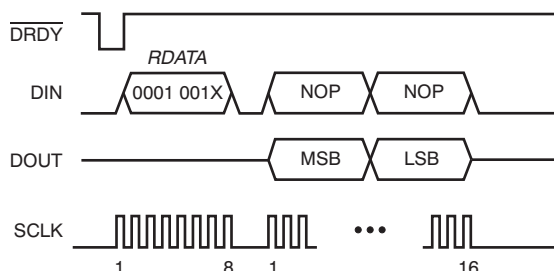 DRDY
RDATA
DIN 0001 001X NOP NOP
DOUT MSB LSB
SCLK
1 8 1 16